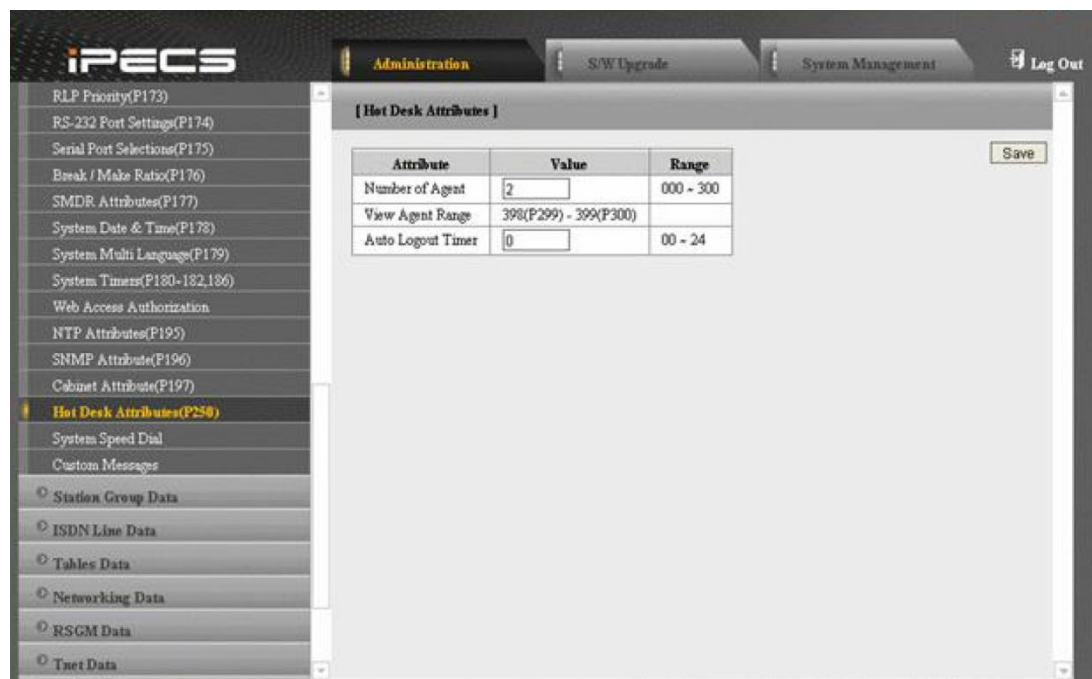 iPECS
Administration
S/W Upgrade
System Management
Log Out
RLP Priority(P173)
RS-232 Port Settings(P174)
Serial Port Selections(P175)
Break / Make Ratio(P176)
SMDR Attributes(P177)
System Date & Time(P178)
System Multi Language(P179)
System Timers(P180~182,186)
Web Access Authorization
NTP Attributes(P195)
SNMP Attribute(P196)
Cabinet Attribute(P197)
Hot Desk Attributes(P250)
System Speed Dial
Custom Messages
Station Group Data
ISDN Line Data
Tables Data
Networking Data
RSGM Data
Tnet Data
[ Hot Desk Attributes ]
Save
Attribute Value Range
Number of Agent 2 000 ~ 300
View Agent Range 398(P299) - 399(P300)
Auto Logout Timer 0 00 ~ 24